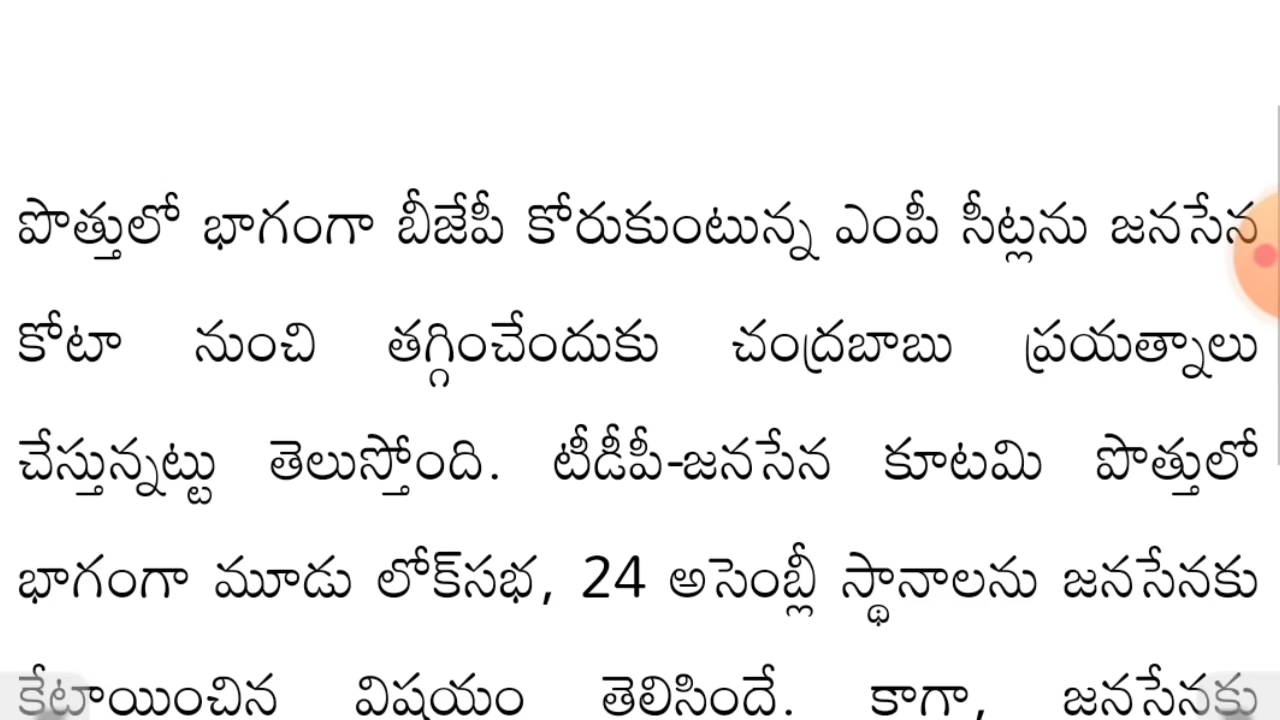 పొత్తులో భాగంగా బీజేపీ కోరుకుంటున్న ఎంపీ సీట్లను జనసేన
కోటా నుంచి తగ్గించేందుకు చంద్రబాబు ప్రయత్నాలు
చేస్తున్నట్టు తెలుస్తోంది. టీడీపీ-జనసేన కూటమి పొత్తులో
భాగంగా మూడు లోక్‌సభ, 24 అసెంబ్లీ స్థానాలను జనసేనకు
కేటాయించిన విషయం తెలిసిందే. కాగా, జనసేనకు